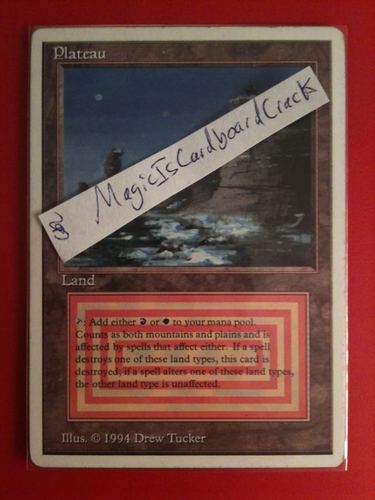 Plateau
MagicIsCardboardCrack
Land
: Add either or to your mana pool.
Counts as both mountains and plains and is
affected by spells that affect either. If a spell
destroys one of these land types, this card is
destroyed; if a spell alters one of these land types,
the other land type is unaffected.
Illus. © 1994 Drew Tucker